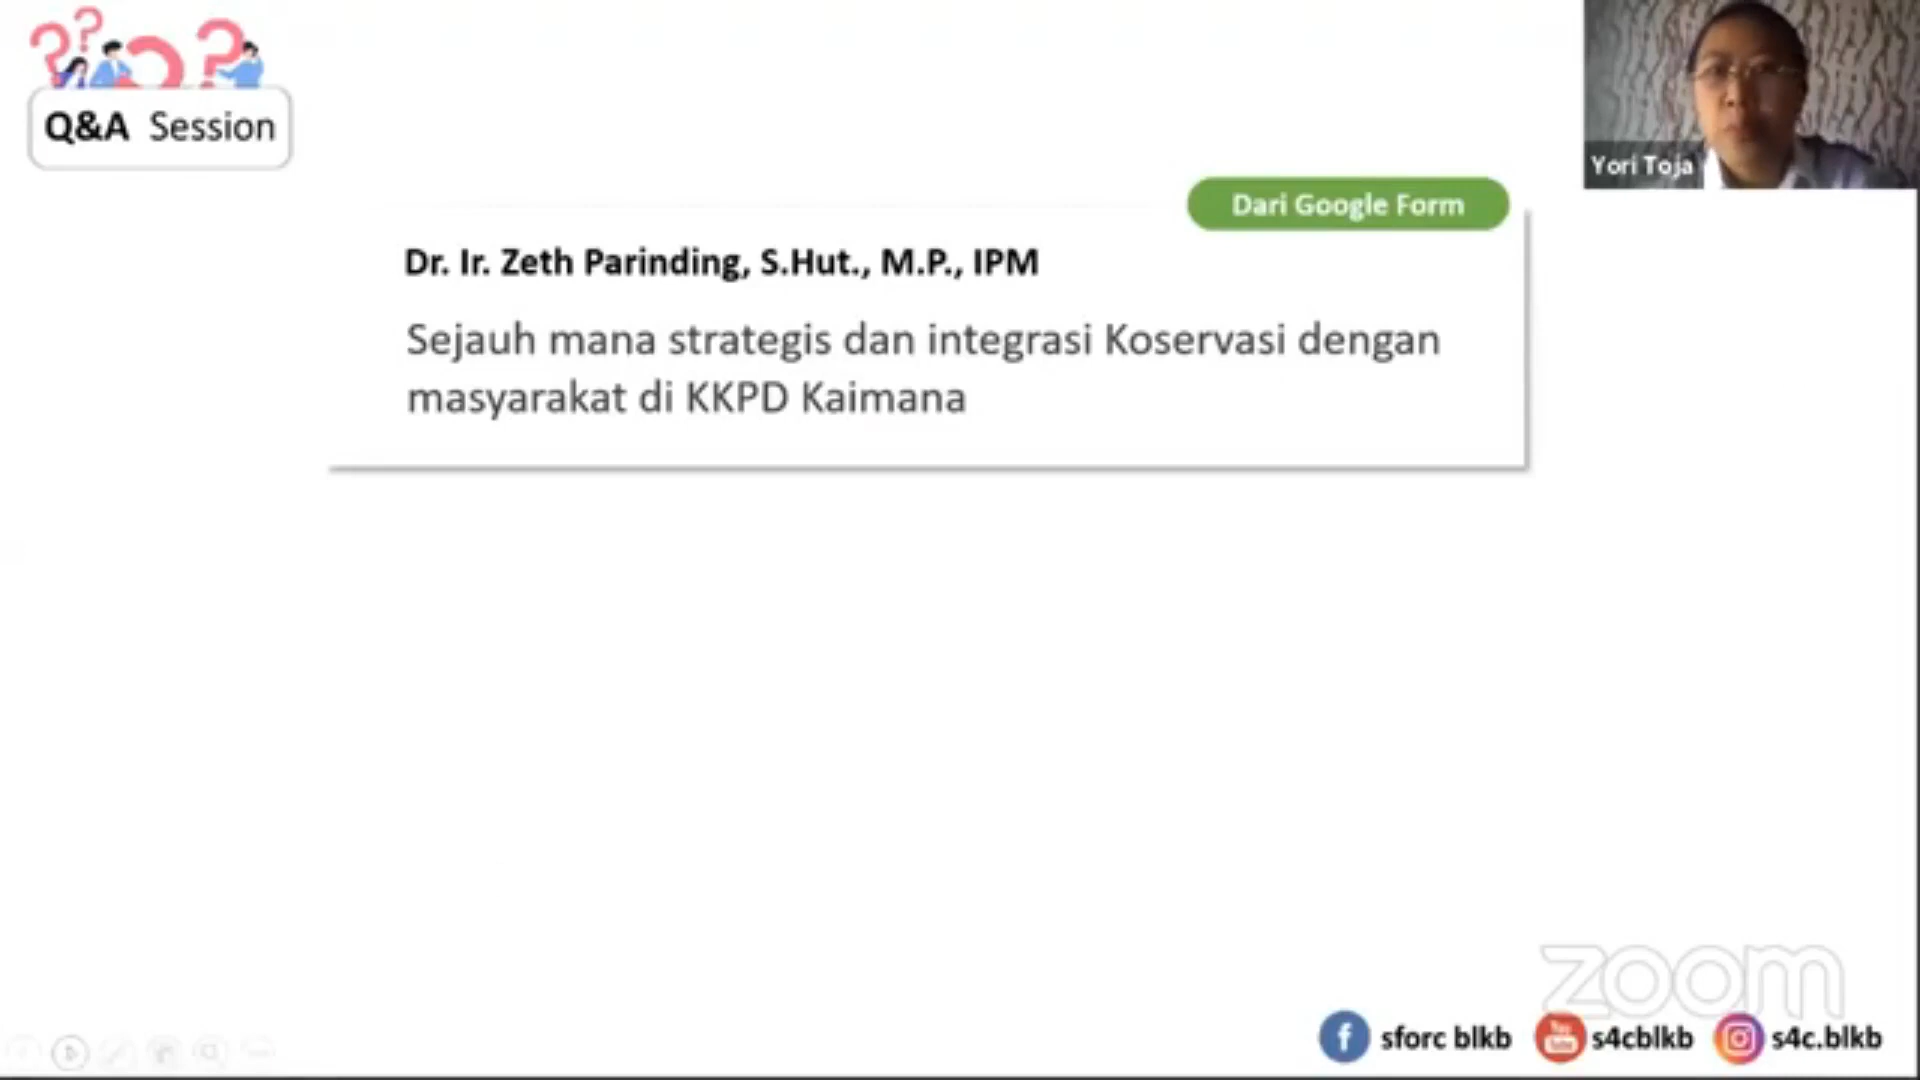 Q&A Session
Yori Toja
Dari Google Form
Dr. Ir. Zeth Parinding, S.Hut., M.P., IPM
Sejauh mana strategis dan integrasi Koservasi dengan
masyarakat di KKPD Kaimana
zoom
sforc blkb s4cblkb s4c.blkb